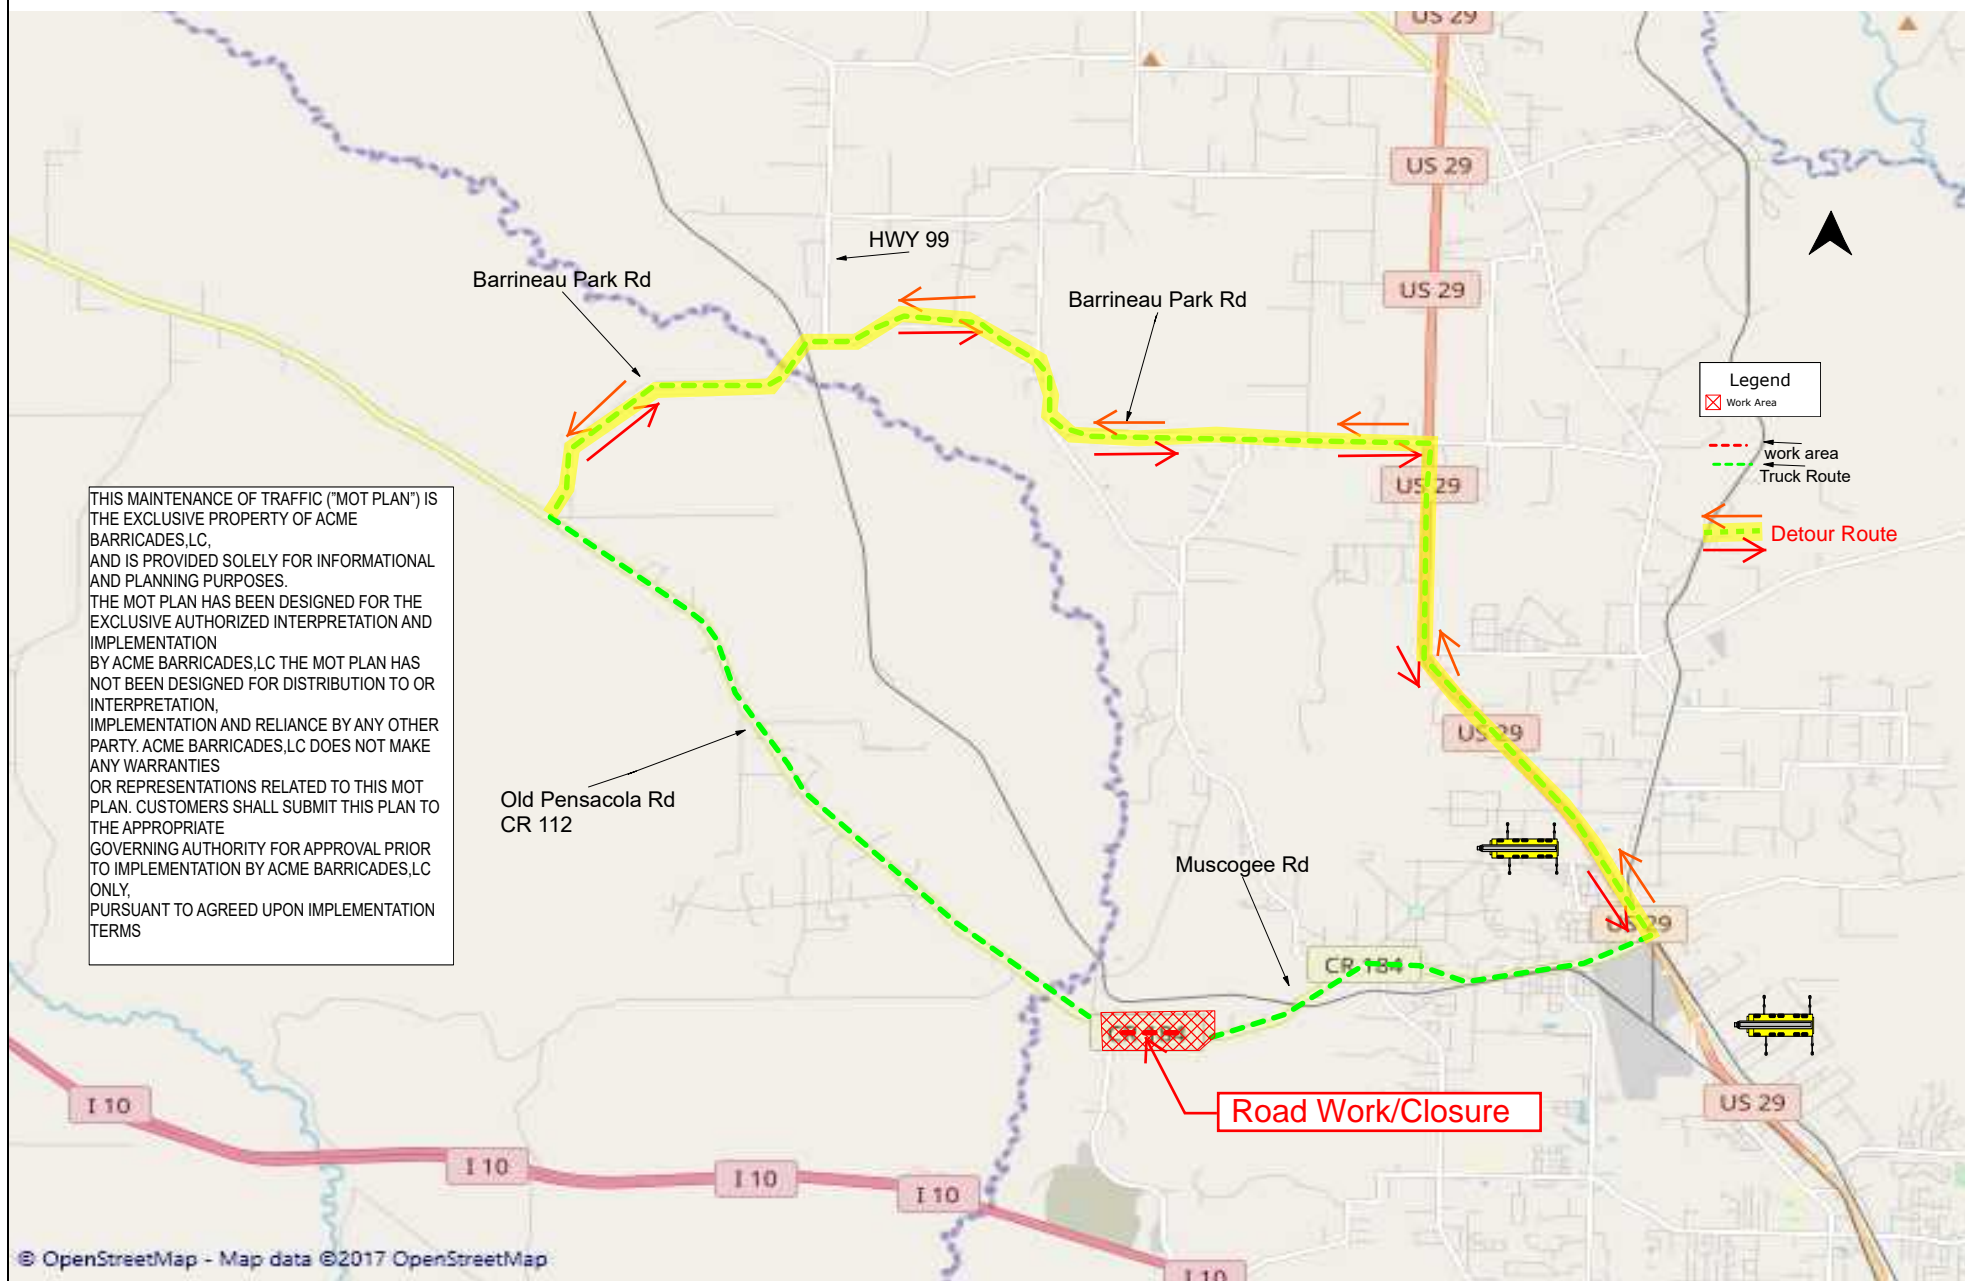 US 29
US 29
HWY 99
Barrineau Park Rd
US 29
Barrineau Park Rd
Legend
Work Area
work area
Truck Route
US 29
Detour Route
THIS MAINTENANCE OF TRAFFIC ("MOT PLAN") IS
THE EXCLUSIVE PROPERTY OF ACME
BARRICADES,LC,
AND IS PROVIDED SOLELY FOR INFORMATIONAL
AND PLANNING PURPOSES.
THE MOT PLAN HAS BEEN DESIGNED FOR THE
EXCLUSIVE AUTHORIZED INTERPRETATION AND
IMPLEMENTATION
BY ACME BARRICADES,LC THE MOT PLAN HAS
NOT BEEN DESIGNED FOR DISTRIBUTION TO OR
INTERPRETATION,
IMPLEMENTATION AND RELIANCE BY ANY OTHER
PARTY. ACME BARRICADES,LC DOES NOT MAKE
ANY WARRANTIES
OR REPRESENTATIONS RELATED TO THIS MOT
PLAN. CUSTOMERS SHALL SUBMIT THIS PLAN TO
THE APPROPRIATE
GOVERNING AUTHORITY FOR APPROVAL PRIOR
TO IMPLEMENTATION BY ACME BARRICADES,LC
ONLY,
PURSUANT TO AGREED UPON IMPLEMENTATION
TERMS
US 29
Old Pensacola Rd
CR 112
Muscogee Rd
US 29
CR 184
CR 184
I 10
Road Work/Closure
US 29
I 10
I 10
I 10
I 10
© OpenStreetMap - Map data ©2017 OpenStreetMap